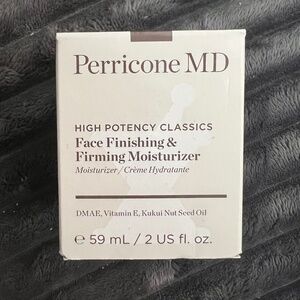 Perricone MD
HIGH POTENCY CLASSICS
Face Finishing &
Firming Moisturizer
Moisturizer / Crème Hydratante
DMAE, Vitamin E, Kukui Nut Seed Oil
℮ 59 mL / 2 US fl. oz.